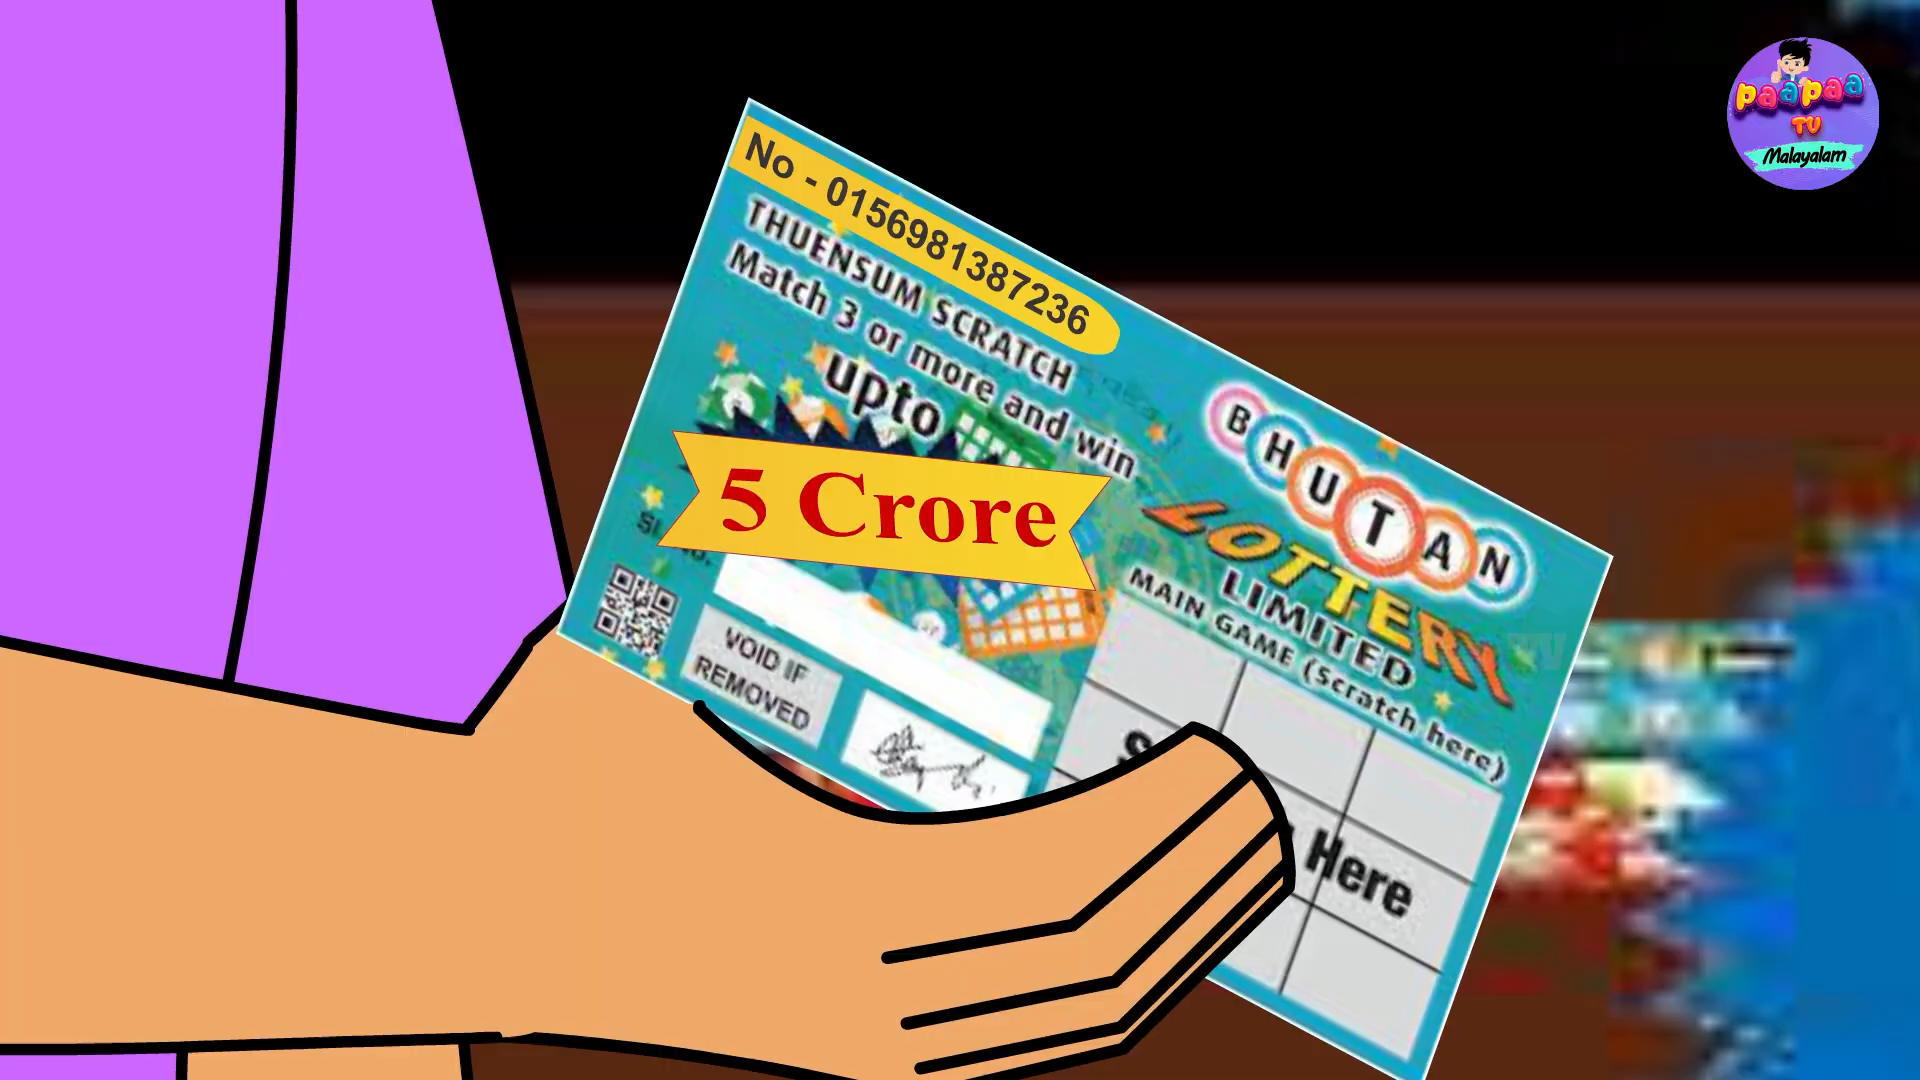 No - 0156981387236
THUENSUM SCRATCH
Match 3 or more and win
upto
5 Crore
VOID IF
REMOVED
BHUTAN
LOTTERY
LIMITED
MAIN GAME (Scratch here)
Here
paapaa
TV
Malayalam